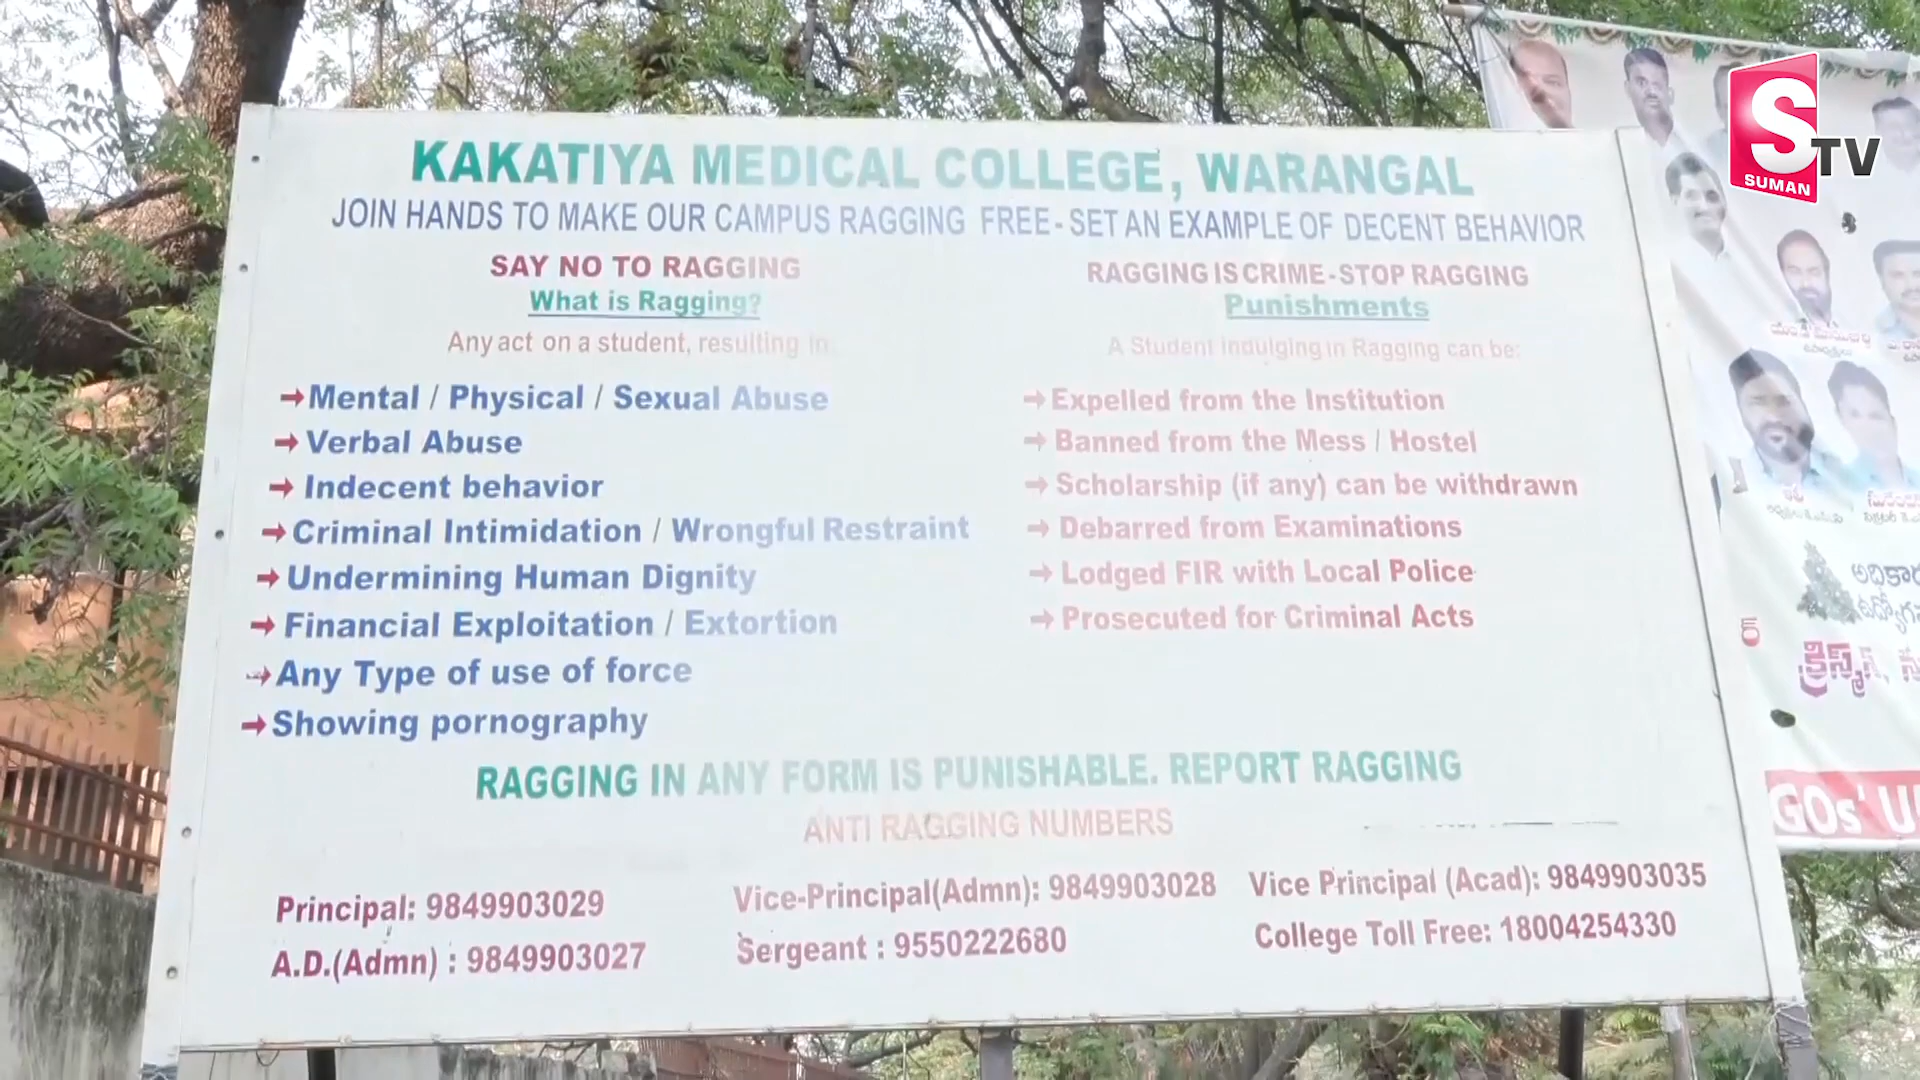 KAKATIYA MEDICAL COLLEGE, WARANGAL
JOIN HANDS TO MAKE OUR CAMPUS RAGGING FREE - SET AN EXAMPLE OF DECENT BEHAVIOR
SAY NO TO RAGGING
What is Ragging?
Any act on a student, resulting in
→Mental / Physical / Sexual Abuse
→Verbal Abuse
→Indecent behavior
→Criminal Intimidation / Wrongful Restraint
→Undermining Human Dignity
→Financial Exploitation / Extortion
→Any Type of use of force
→Showing pornography
RAGGING IS CRIME - STOP RAGGING
Punishments
A Student indulging in Ragging can be:
→Expelled from the Institution
→Banned from the Mess / Hostel
→Scholarship (if any) can be withdrawn
→Debarred from Examinations
→Lodged FIR with Local Police
→Prosecuted for Criminal Acts
RAGGING IN ANY FORM IS PUNISHABLE. REPORT RAGGING
ANTI RAGGING NUMBERS
Principal: 9849903029
Vice-Principal(Admn): 9849903028
Vice Principal (Acad): 9849903035
A.D.(Admn) : 9849903027
Sergeant : 9550222680
College Toll Free: 18004254330
S TV
SUMAN
క్రిస్మస్,
GOs' U